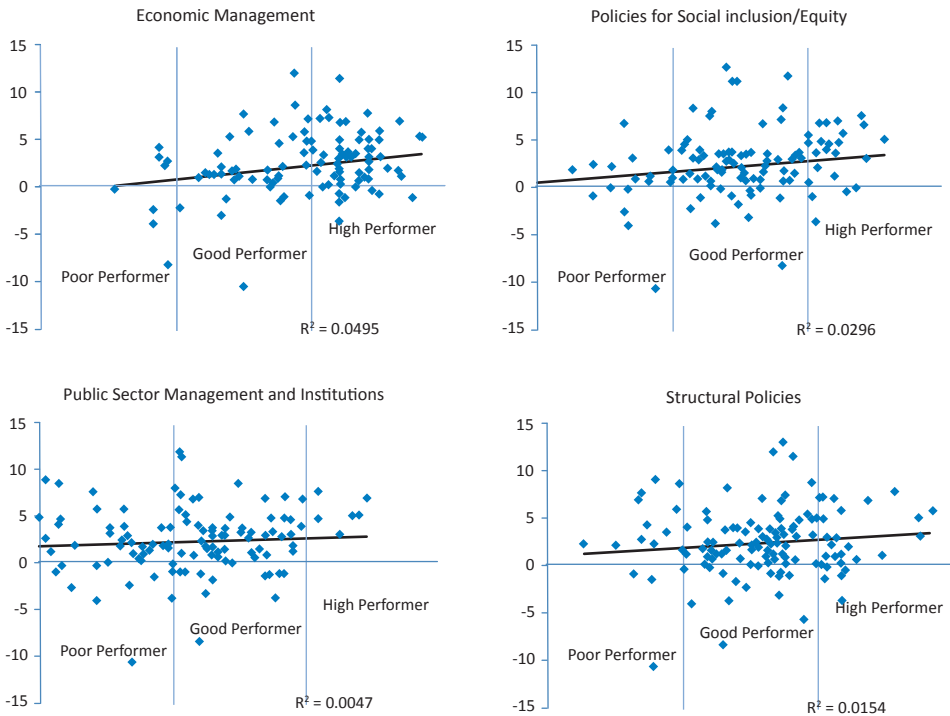 Economic Management
15
10
5
0
-5
-10
-15
Poor Performer
Good Performer
High Performer
R² = 0.0495
Policies for Social inclusion/Equity
15
10
5
0
-5
-10
-15
Poor Performer
Good Performer
High Performer
R² = 0.0296
Public Sector Management and Institutions
15
10
5
0
-5
-10
-15
Poor Performer
Good Performer
High Performer
R² = 0.0047
Structural Policies
15
10
5
0
-5
-10
-15
Poor Performer
Good Performer
High Performer
R² = 0.0154